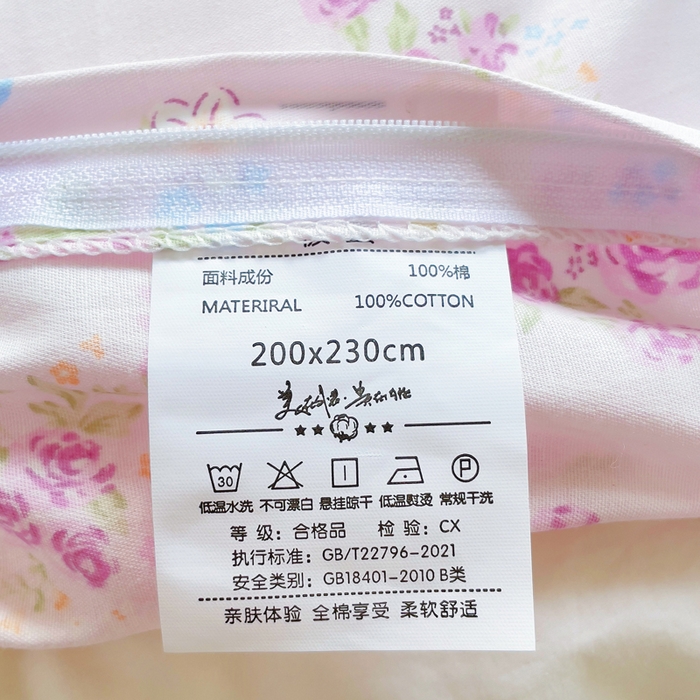 面料成份 100%棉
MATERIRAL 100%COTTON
200x230cm
30 P
低温水洗 不可漂白 悬挂晾干 低温熨烫 常规干洗
等 级：合格品 检 验：CX
执行标准：GB/T22796-2021
安全类别：GB18401-2010 B类
亲肤体验 全棉享受 柔软舒适